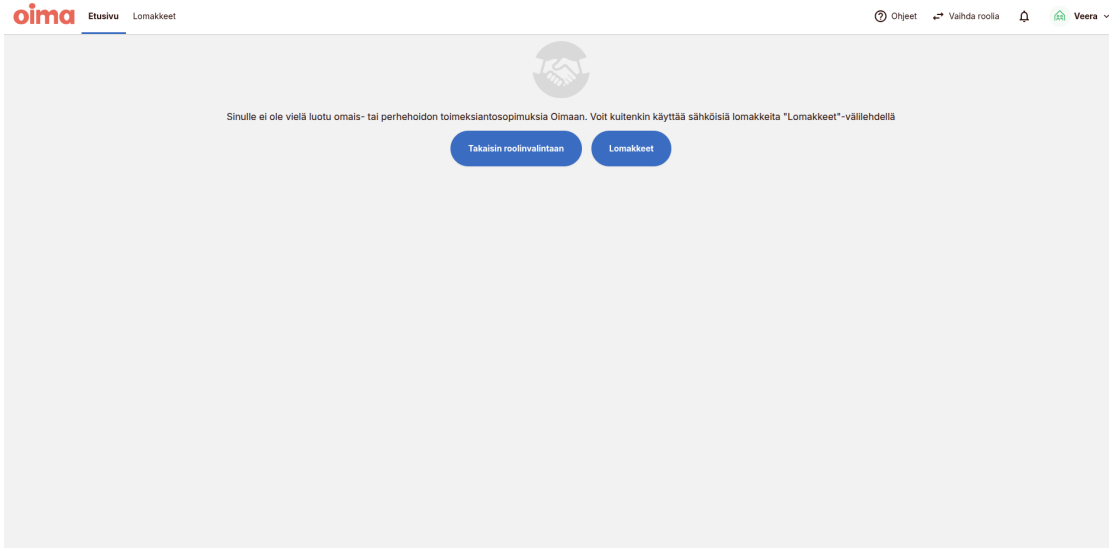 oima Etusivu Lomakkeet Ohjeet Vaihda roolia Veera
Sinulle ei ole vielä luotu omais- tai perhehoidon toimeksiantosopimuksia Oimaan. Voit kuitenkin käyttää sähköisiä lomakkeita "Lomakkeet"-välilehdellä
Takaisin roolinvalintaan Lomakkeet